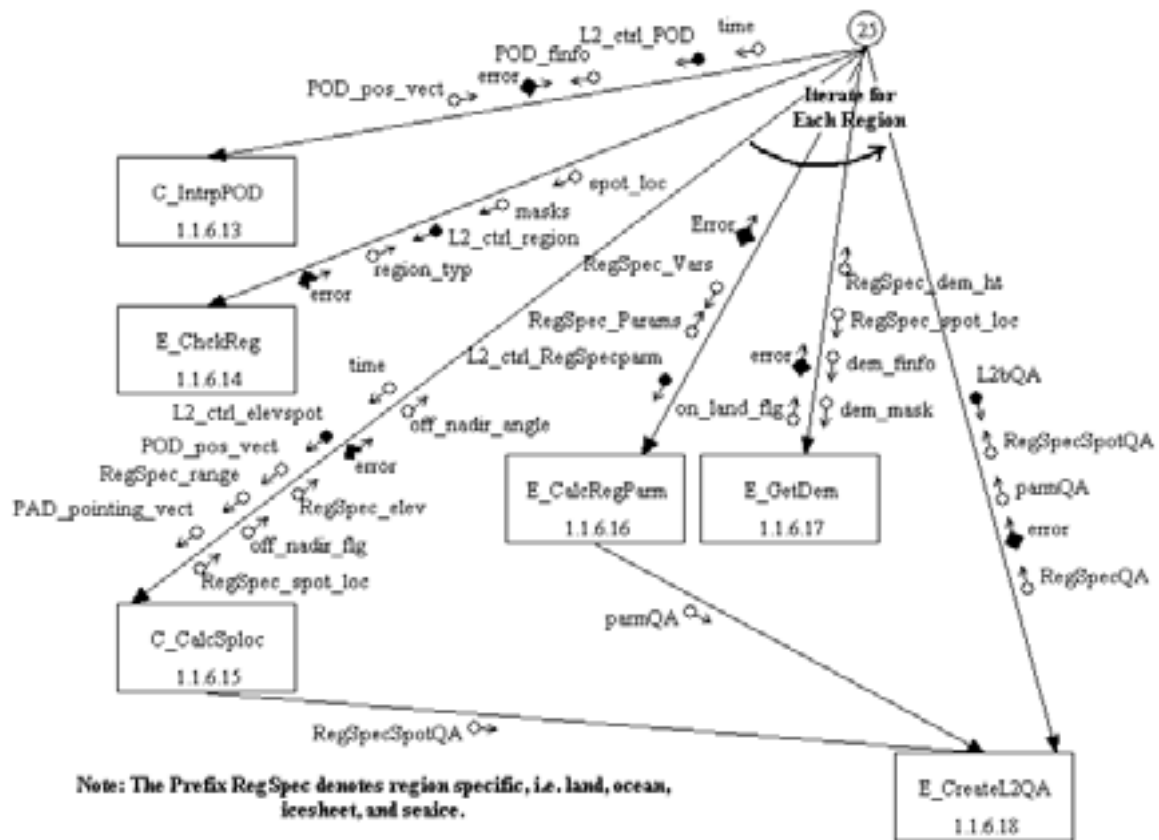 25
time
L2_ctrl_POD
POD_finfo
error
POD_pos_vect
Iterate for
Each Region
C_IntrpPOD
1.1.6.13
spot_loc
masks
L2_ctrl_region
region_typ
error
E_ChckReg
1.1.6.14
Error
RegSpec_Vars
RegSpec_Params
L2_ctrl_RegSpecparm
RegSpec_dem_ht
RegSpec_spot_loc
error
dem_finfo
on_land_flg
dem_mask
time
L2_ctrl_elevspot
off_nadir_angle
POD_pos_vect
error
RegSpec_range
RegSpec_elev
PAD_pointing_vect
off_nadir_flg
RegSpec_spot_loc
L2bQA
RegSpecSpotQA
parmQA
error
RegSpecQA
E_CalcRegParm
1.1.6.16
E_GetDem
1.1.6.17
C_CalcSploc
1.1.6.15
parmQA
RegSpecSpotQA
E_CreateL2QA
1.1.6.18
Note: The Prefix RegSpec denotes region specific, i.e. land, ocean,
icesheet, and seaice.